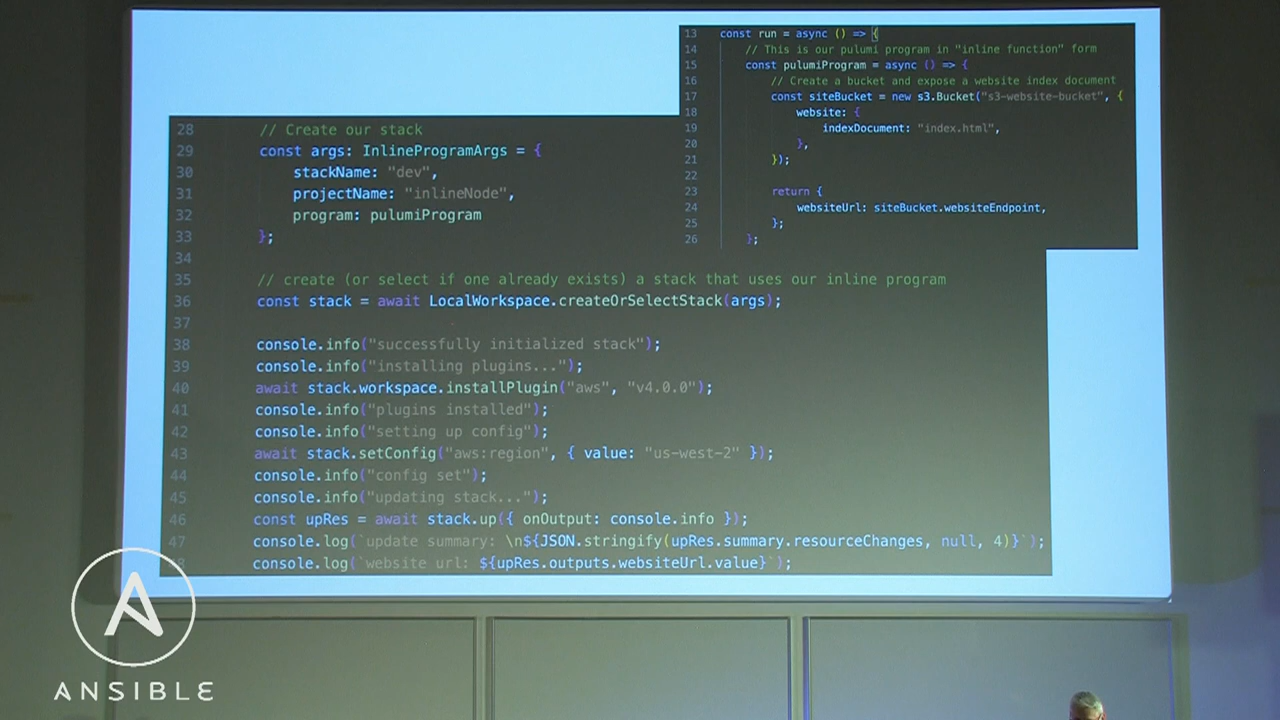 13 const run = async () => {
14 // This is our pulumi program in "inline function" form
15 const pulumiProgram = async () => {
16 // Create a bucket and expose a website index document
17 const siteBucket = new s3.Bucket("s3-website-bucket", {
18 website: {
19 indexDocument: "index.html",
20 },
21 });
22
23 return {
24 websiteUrl: siteBucket.websiteEndpoint,
25 };
26 };
28 // Create our stack
29 const args: InlineProgramArgs = {
30 stackName: "dev",
31 projectName: "inlineNode",
32 program: pulumiProgram
33 };
34
35 // create (or select if one already exists) a stack that uses our inline program
36 const stack = await LocalWorkspace.createOrSelectStack(args);
37
38 console.info("successfully initialized stack");
39 console.info("installing plugins...");
40 await stack.workspace.installPlugin("aws", "v4.0.0");
41 console.info("plugins installed");
42 console.info("setting up config");
43 await stack.setConfig("aws:region", { value: "us-west-2" });
44 console.info("config set");
45 console.info("updating stack...");
46 const upRes = await stack.up({ onOutput: console.info });
47 console.log(`update summary: \n${JSON.stringify(upRes.summary.resourceChanges, null, 4)}`);
console.log(`website url: ${upRes.outputs.websiteUrl.value}`);
ANSIBLE